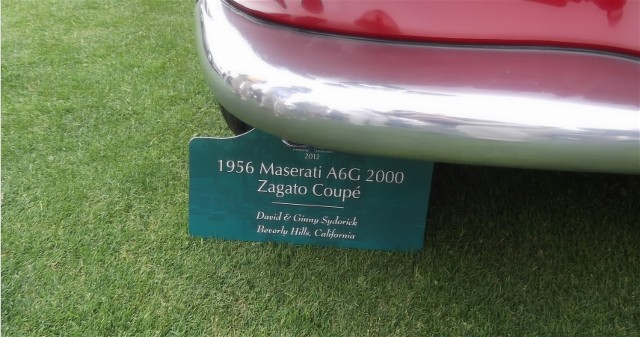 2012
1956 Maserati A6G 2000
Zagato Coupé
David & Ginny Sydorick
Beverly Hills, California